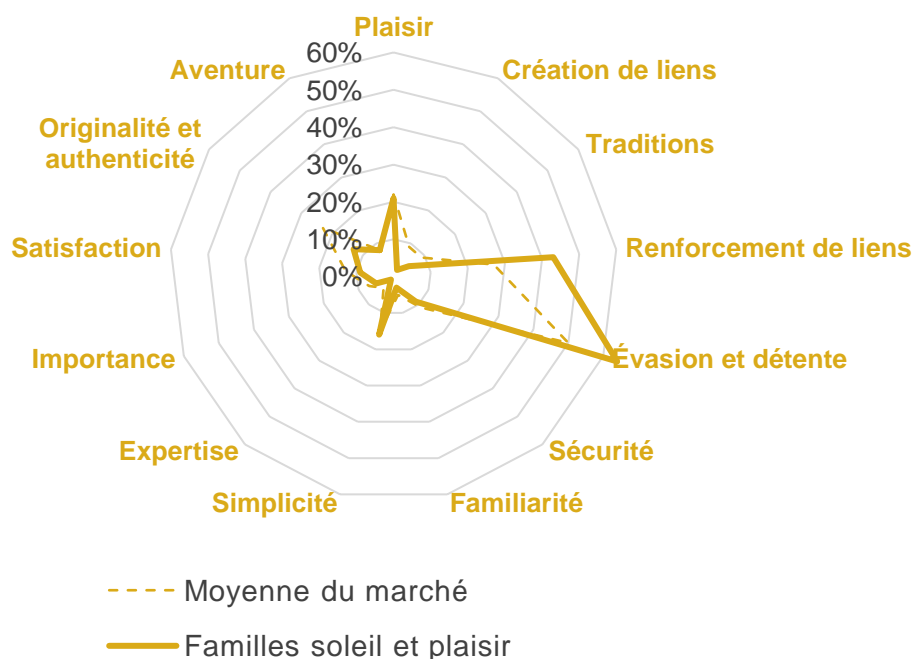 Plaisir
60%
Aventure
Création de liens
50%
Originalité et
authenticité
40%
Traditions
30%
20%
10%
Satisfaction
Renforcement de liens
0%
Importance
Évasion et détente
Expertise
Sécurité
Simplicité
Familiarité
Moyenne du marché
Familles soleil et plaisir